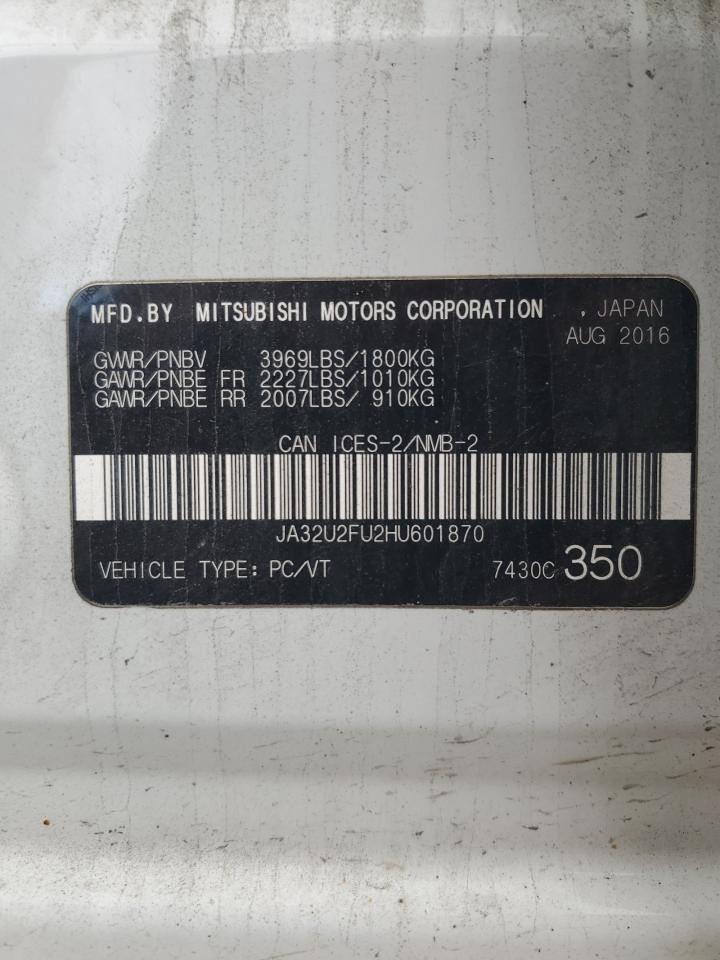 MFD.BY MITSUBISHI MOTORS CORPORATION , JAPAN
AUG 2016
GVWR/PNBV 3969LBS/1800KG
GAWR/PNBE FR 2227LBS/1010KG
GAWR/PNBE RR 2007LBS/ 910KG
CAN ICES-2/NMB-2
JA32U2FU2HU601870
VEHICLE TYPE: PC/VT 7430C 350